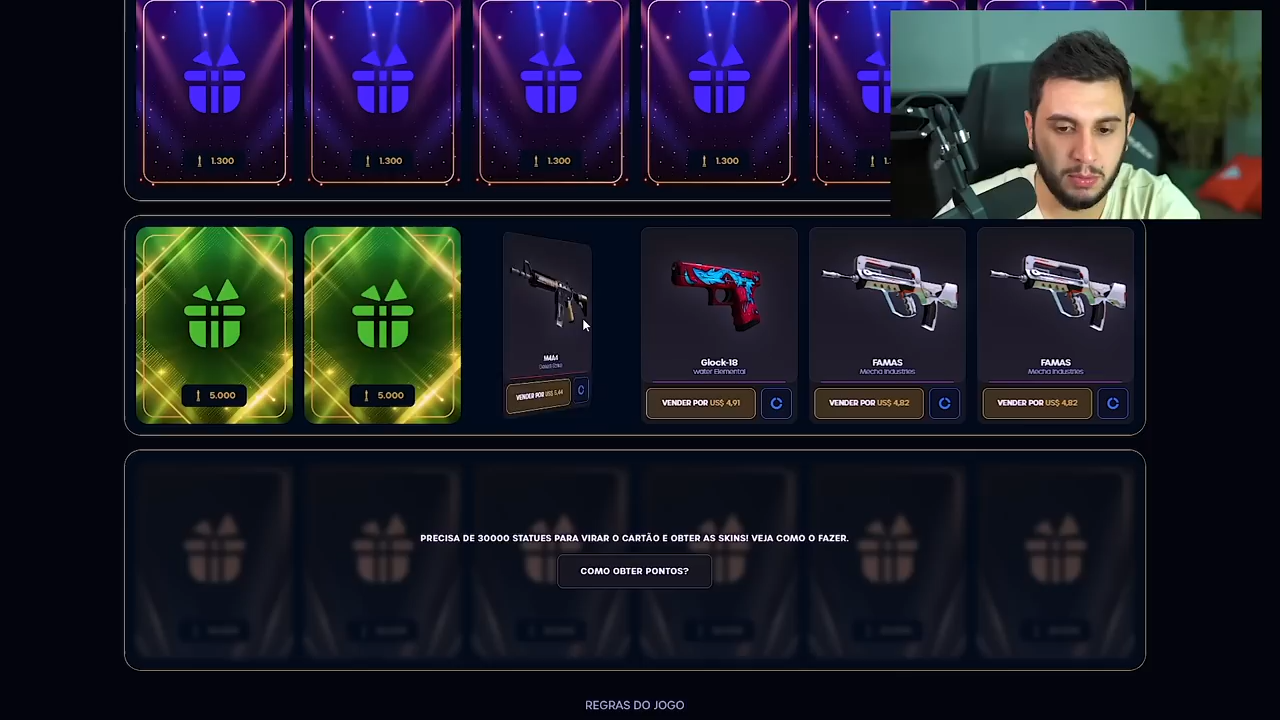 1.300
1.300
1.300
1.300
5.000
5.000
M4A4
VENDER POR US$ 5,44
Glock-18
Water Elemental
VENDER POR US$ 4,91
FAMAS
Mecha Industries
VENDER POR US$ 4,82
FAMAS
Mecha Industries
VENDER POR US$ 4,82
PRECISA DE 30000 STATUES PARA VIRAR O CARTÃO E OBTER AS SKINS! VEJA COMO O FAZER.
COMO OBTER PONTOS?
REGRAS DO JOGO